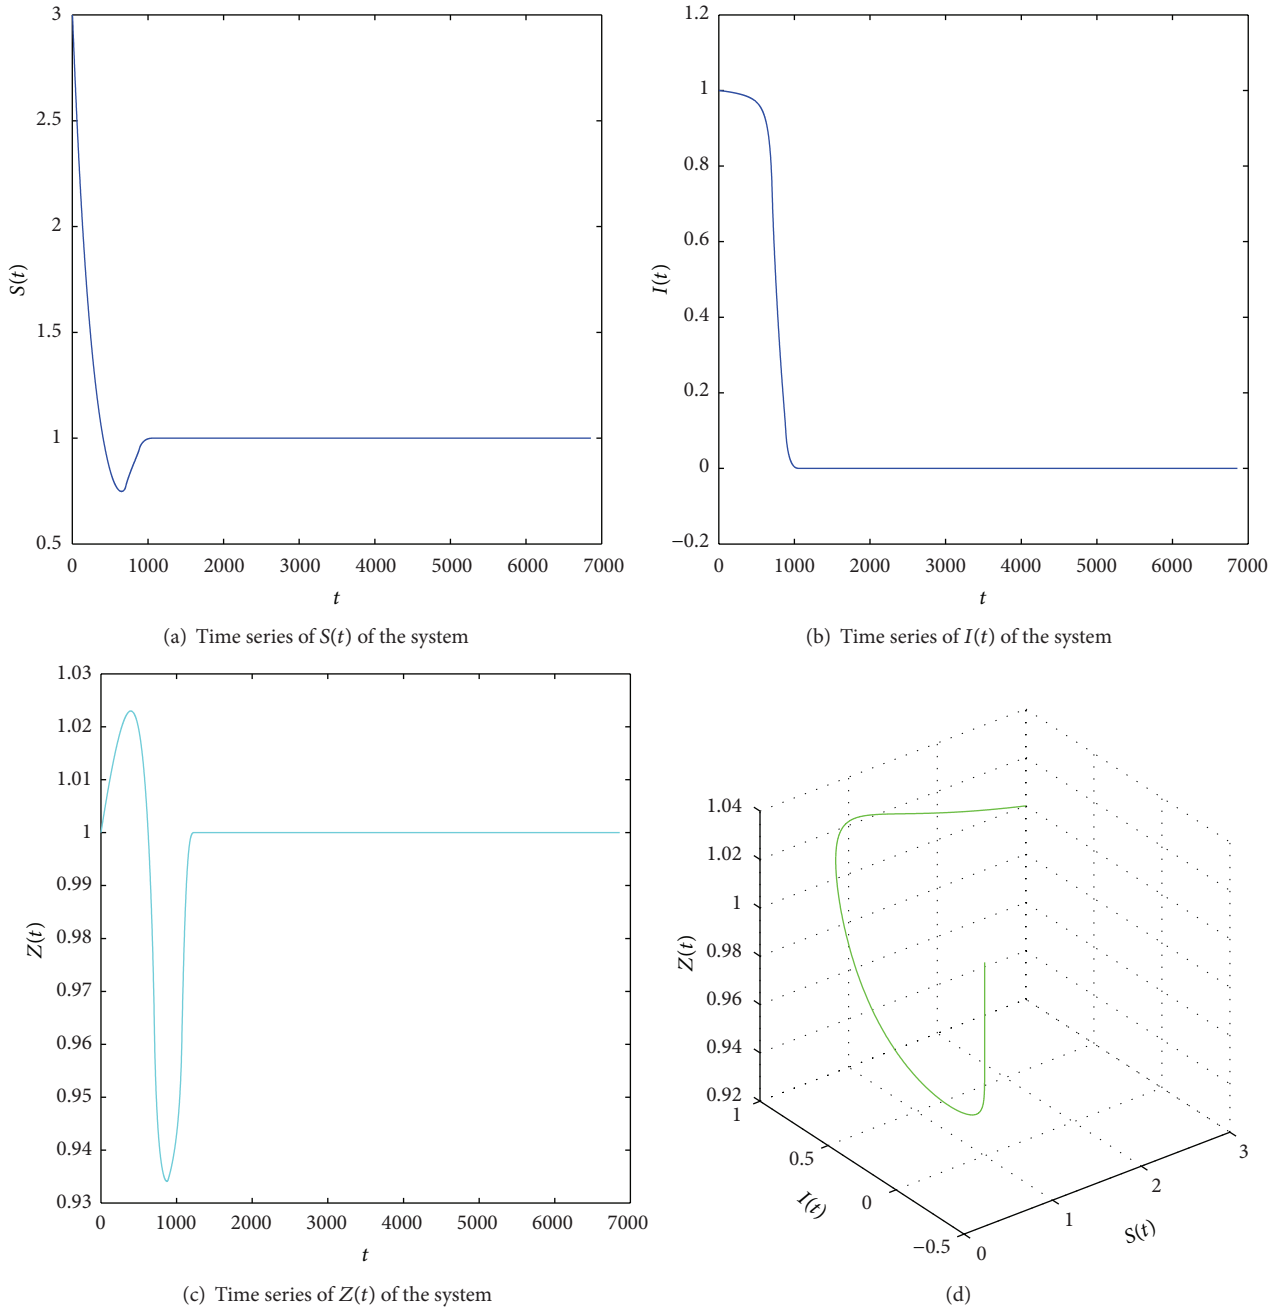 3
2.5
2
1.5
1
0.5
S(t)
0 1000 2000 3000 4000 5000 6000 7000
t
(a) Time series of S(t) of the system
1.2
1
0.8
0.6
0.4
0.2
0
−0.2
I(t)
0 1000 2000 3000 4000 5000 6000 7000
t
(b) Time series of I(t) of the system
1.03
1.02
1.01
1
0.99
0.98
0.97
0.96
0.95
0.94
0.93
Z(t)
0 1000 2000 3000 4000 5000 6000 7000
t
(c) Time series of Z(t) of the system
1.04
1.02
1
0.98
0.96
0.94
0.92
Z(t)
1
0.5
0
−0.5
I(t)
0
1
2
3
S(t)
(d)